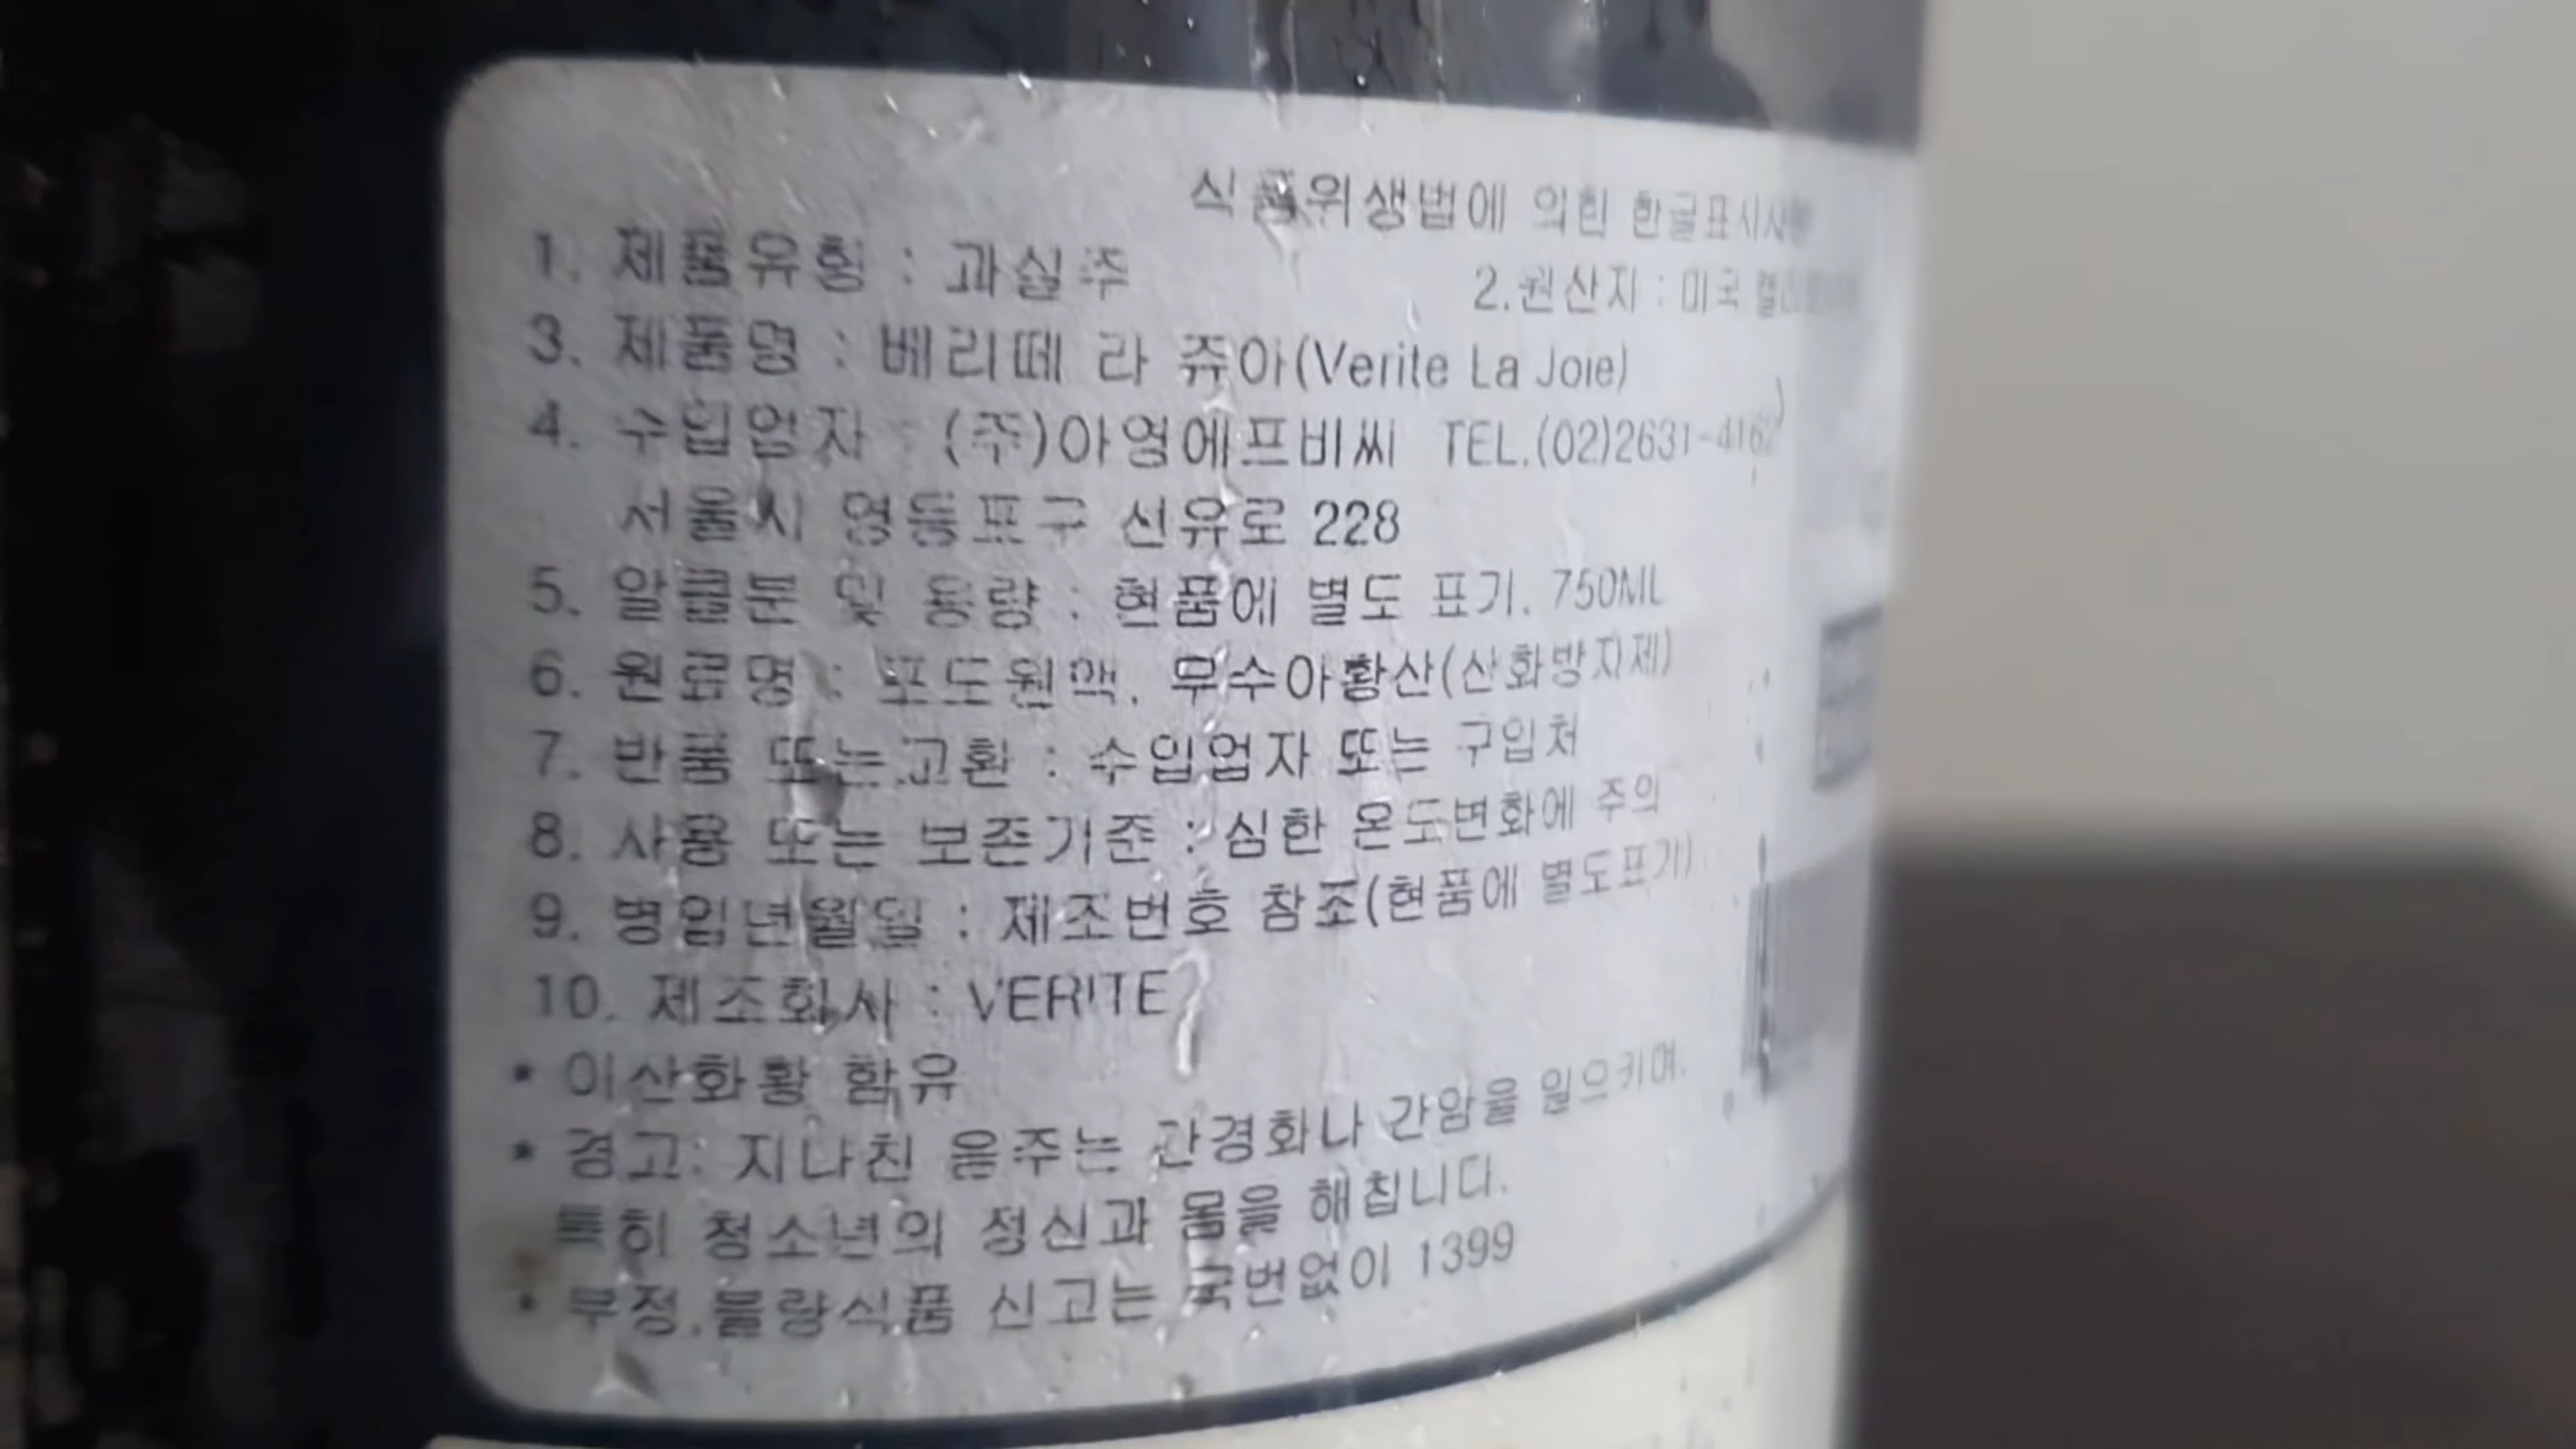 식품위생법에 의한 한글표시사항
1. 제품유형 : 과실주
2.원산지 : 미국
3. 제품명 : 베리떼 라 쥬아(Verite La Joie)
4. 수입업자 : (주)아영에프비씨 TEL.(02)2631-4162
서울시 영등포구 선유로 228
5. 알콜분 및 용량 : 현품에 별도 표기. 750ML
6. 원료명 : 포도원액. 무수아황산(산화방지제)
7. 반품 또는 교환 : 수입업자 또는 구입처
8. 사용 또는 보존기준 : 심한 온도변화에 주의
9. 병입년월일 : 제조번호 참조(현품에 별도표기)
10. 제조회사 : VERITE
* 이산화황 함유
* 경고: 지나친 음주는 간경화나 간암을 일으키며.
특히 청소년의 정신과 몸을 해칩니다.
* 부정.불량식품 신고는 국번없이 1399